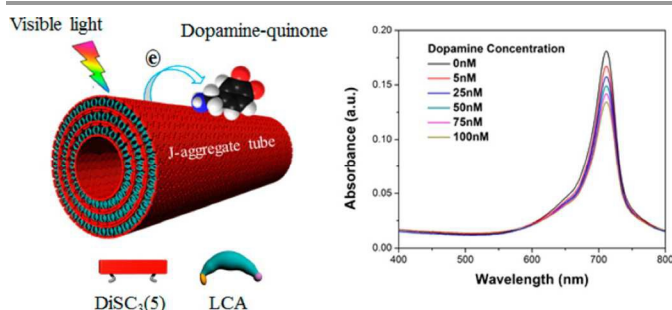 Visible light
Dopamine-quinone
e
J-aggregate tube
DiSC₃(5)
LCA
Dopamine Concentration
0nM
5nM
25nM
50nM
75nM
100nM
Absorbance (a.u.)
0.20
0.15
0.10
0.05
0.00
400 500 600 700 800
Wavelength (nm)